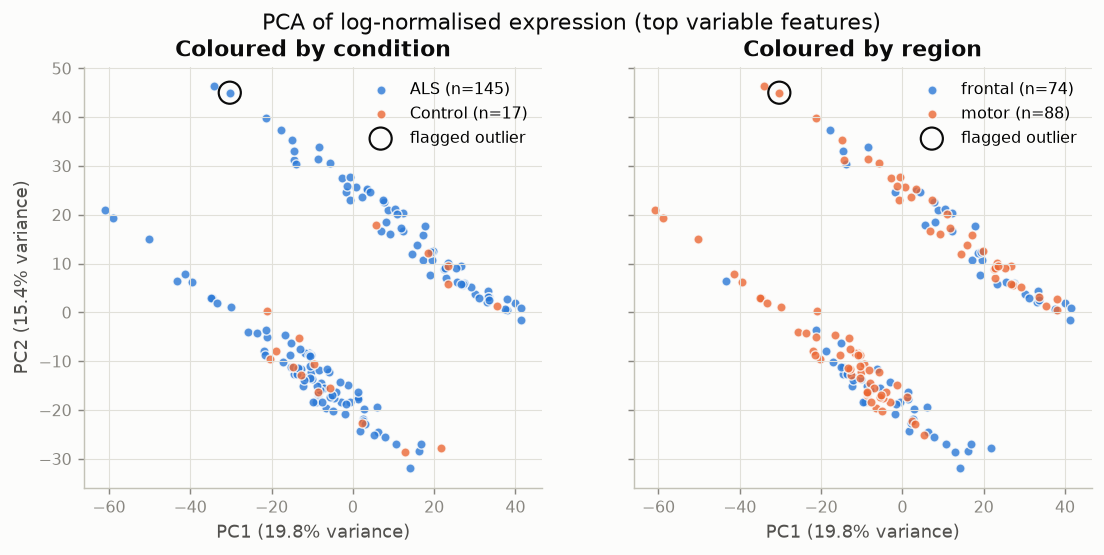 PCA of log-normalised expression (top variable features)
Coloured by condition
Coloured by region
50
40
30
20
10
0
−10
−20
−30
PC2 (15.4% variance)
ALS (n=145)
Control (n=17)
flagged outlier
frontal (n=74)
motor (n=88)
flagged outlier
−60 −40 −20 0 20 40
−60 −40 −20 0 20 40
PC1 (19.8% variance)
PC1 (19.8% variance)